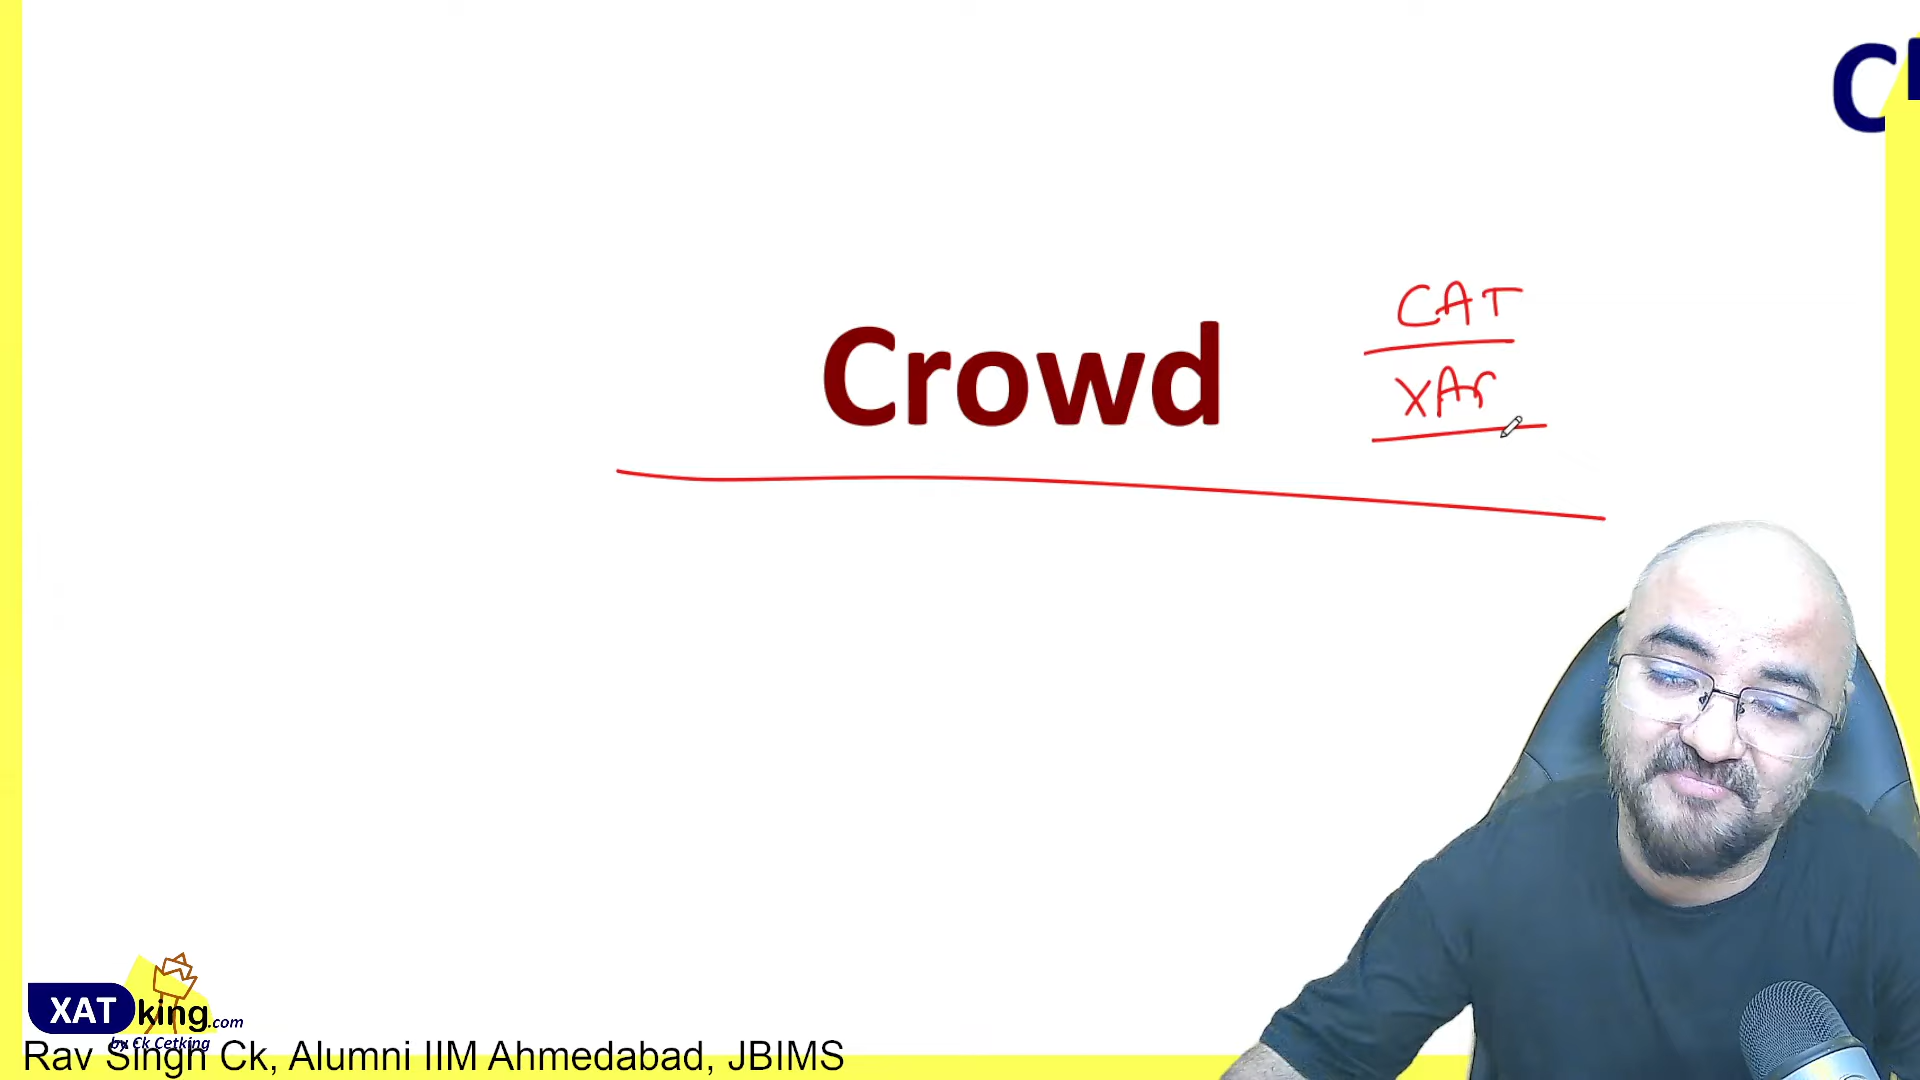 CAT
Crowd
XAT
XAT king.com
by Ck Cetking
Rav Singh Ck, Alumni IIM Ahmedabad, JBIMS